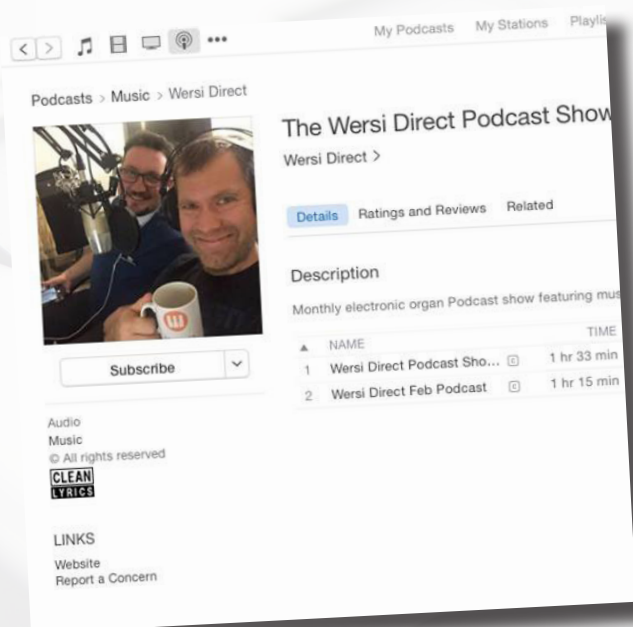 My Podcasts My Stations Playlis
Podcasts > Music > Wersi Direct
The Wersi Direct Podcast Show
Wersi Direct >
Details Ratings and Reviews Related
Description
Monthly electronic organ Podcast show featuring mus
NAME TIME
1 Wersi Direct Podcast Sho... C 1 hr 33 min
2 Wersi Direct Feb Podcast C 1 hr 15 min
Subscribe
Audio
Music
© All rights reserved
CLEAN
LYRICS
LINKS
Website
Report a Concern